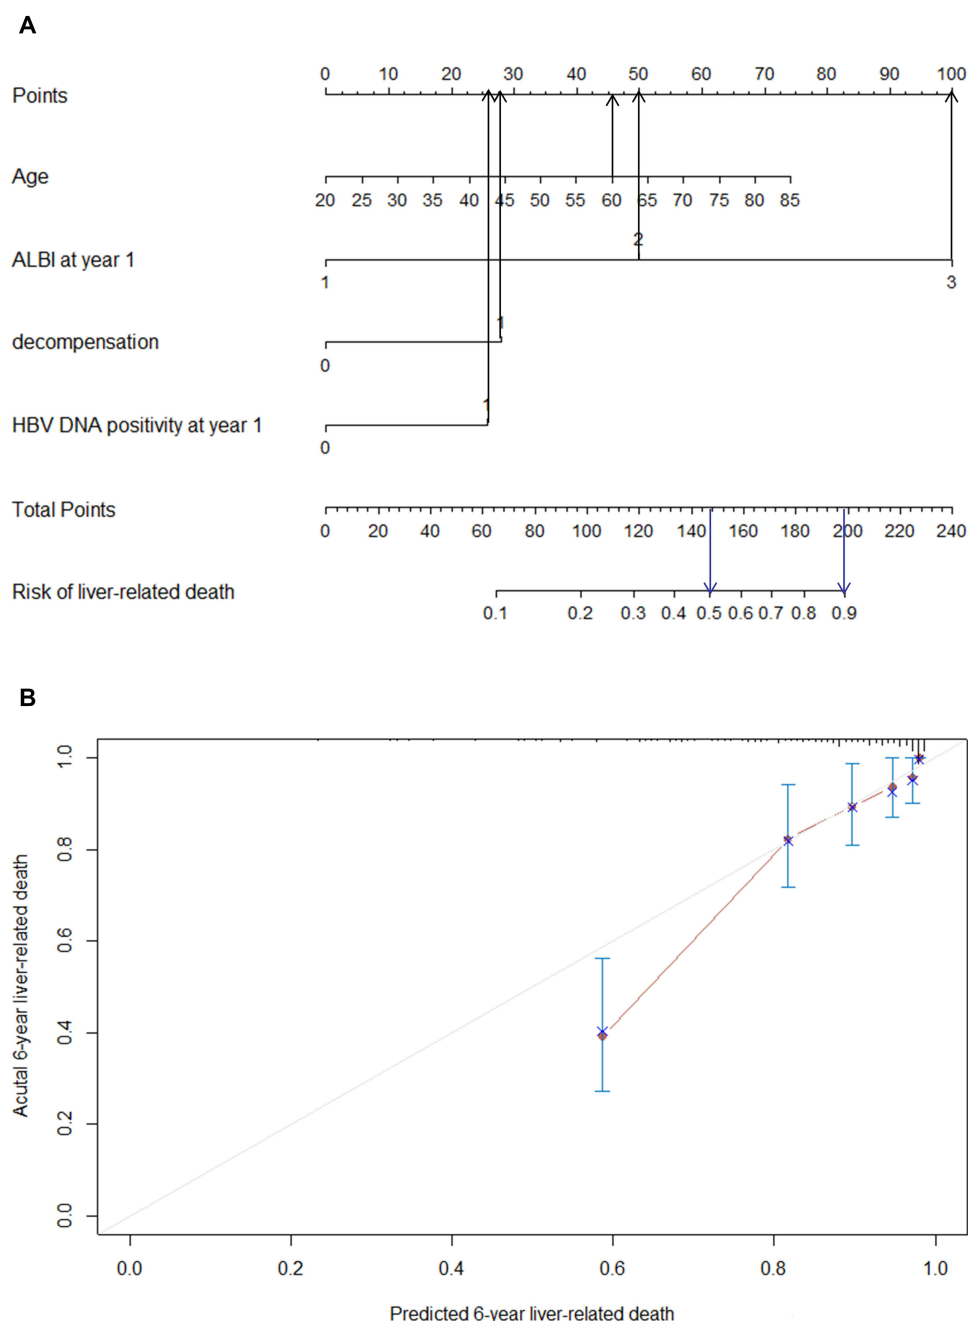 A
0 10 20 30 40 50 60 70 80 90 100
Points
Age
20 25 30 35 40 45 50 55 60 65 70 75 80 85
2
ALBI at year 1
1 3
1
decompensation
0
1
HBV DNA positivity at year 1
0
Total Points
0 20 40 60 80 100 120 140 160 180 200 220 240
Risk of liver-related death
0.1 0.2 0.3 0.4 0.5 0.6 0.7 0.8 0.9
B
Acutal 6-year liver-related death
1.0
0.8
0.6
0.4
0.2
0.0
0.0 0.2 0.4 0.6 0.8 1.0
Predicted 6-year liver-related death